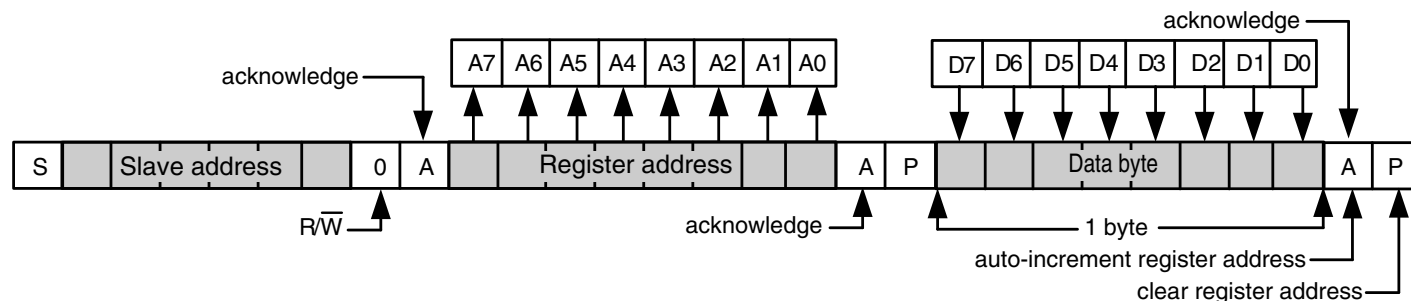 acknowledge
acknowledge
A7 A6 A5 A4 A3 A2 A1 A0
D7 D6 D5 D4 D3 D2 D1 D0
S Slave address 0 A Register address A P Data byte A P
R/W̅
acknowledge
1 byte
auto-increment register address
clear register address